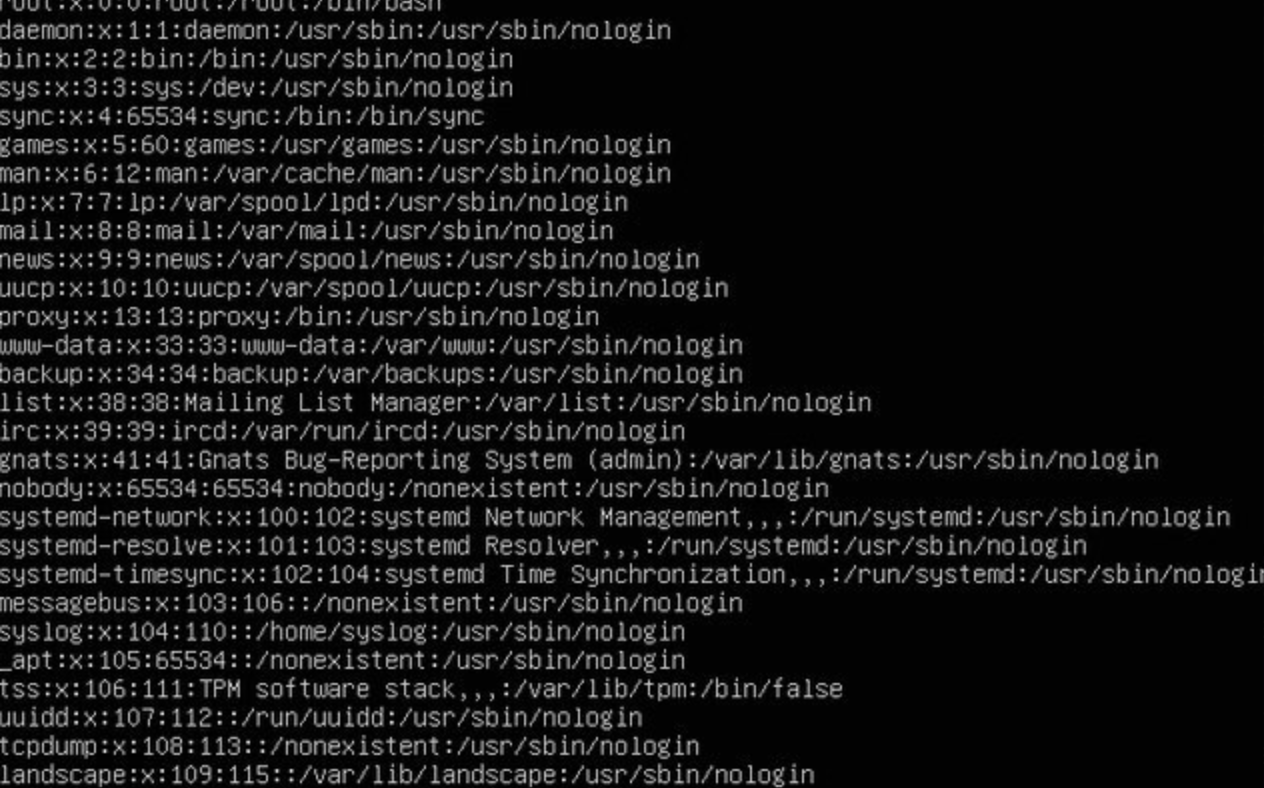 root:x:0:0:root:/root:/bin/bash
daemon:x:1:1:daemon:/usr/sbin:/usr/sbin/nologin
bin:x:2:2:bin:/bin:/usr/sbin/nologin
sys:x:3:3:sys:/dev:/usr/sbin/nologin
sync:x:4:65534:sync:/bin:/bin/sync
games:x:5:60:games:/usr/games:/usr/sbin/nologin
man:x:6:12:man:/var/cache/man:/usr/sbin/nologin
lp:x:7:7:lp:/var/spool/lpd:/usr/sbin/nologin
mail:x:8:8:mail:/var/mail:/usr/sbin/nologin
news:x:9:9:news:/var/spool/news:/usr/sbin/nologin
uucp:x:10:10:uucp:/var/spool/uucp:/usr/sbin/nologin
proxy:x:13:13:proxy:/bin:/usr/sbin/nologin
www-data:x:33:33:www-data:/var/www:/usr/sbin/nologin
backup:x:34:34:backup:/var/backups:/usr/sbin/nologin
list:x:38:38:Mailing List Manager:/var/list:/usr/sbin/nologin
irc:x:39:39:ircd:/var/run/ircd:/usr/sbin/nologin
gnats:x:41:41:Gnats Bug-Reporting System (admin):/var/lib/gnats:/usr/sbin/nologin
nobody:x:65534:65534:nobody:/nonexistent:/usr/sbin/nologin
systemd-network:x:100:102:systemd Network Management,,,:/run/systemd:/usr/sbin/nologin
systemd-resolve:x:101:103:systemd Resolver,,,:/run/systemd:/usr/sbin/nologin
systemd-timesync:x:102:104:systemd Time Synchronization,,,:/run/systemd:/usr/sbin/nologin
messagebus:x:103:106::/nonexistent:/usr/sbin/nologin
syslog:x:104:110::/home/syslog:/usr/sbin/nologin
_apt:x:105:65534::/nonexistent:/usr/sbin/nologin
tss:x:106:111:TPM software stack,,,:/var/lib/tpm:/bin/false
uuidd:x:107:112::/run/uuidd:/usr/sbin/nologin
tcpdump:x:108:113::/nonexistent:/usr/sbin/nologin
landscape:x:109:115::/var/lib/landscape:/usr/sbin/nologin